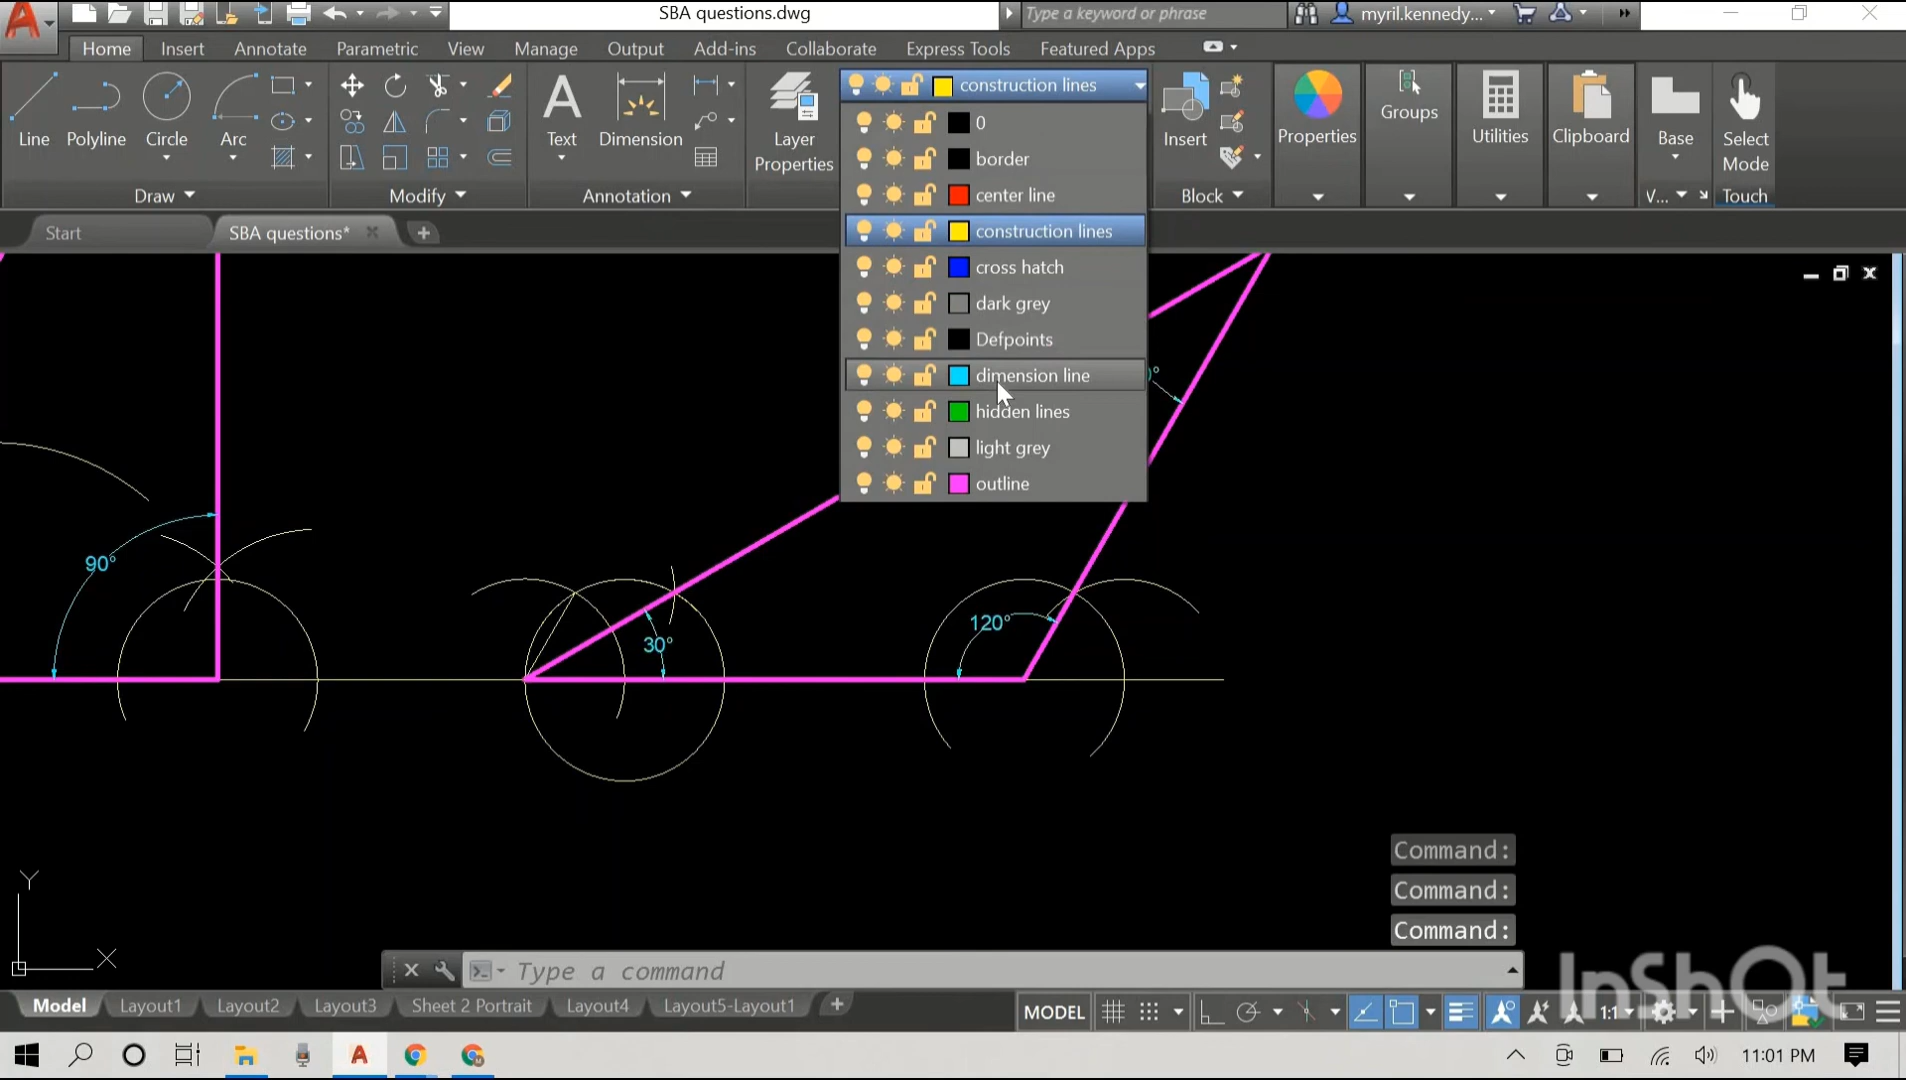 SBA questions.dwg
Type a keyword or phrase
myril.kennedy...
Home Insert Annotate Parametric View Manage Output Add-ins Collaborate Express Tools Featured Apps
Line Polyline Circle Arc
Text Dimension
Layer Properties
construction lines
Insert
Properties
Groups
Utilities
Clipboard
Base
Select Mode
Draw Modify Annotation Block V... Touch
0
border
center line
construction lines
cross hatch
dark grey
Defpoints
dimension line
hidden lines
light grey
outline
Start SBA questions*
90°
30°
120°
Y
X
Command:
Command:
Command:
Type a command
InShOt
Model Layout1 Layout2 Layout3 Sheet 2 Portrait Layout4 Layout5-Layout1
MODEL 1:1
11:01 PM